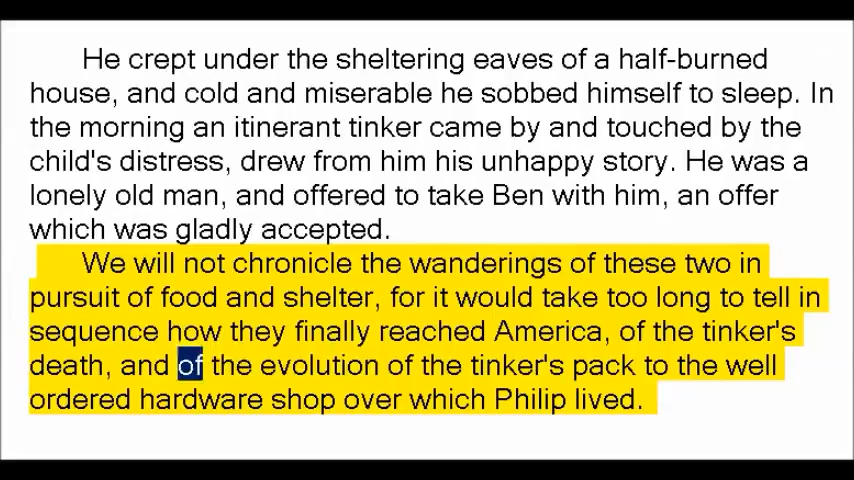 He crept under the sheltering eaves of a half-burned
house, and cold and miserable he sobbed himself to sleep. In
the morning an itinerant tinker came by and touched by the
child's distress, drew from him his unhappy story. He was a
lonely old man, and offered to take Ben with him, an offer
which was gladly accepted.
We will not chronicle the wanderings of these two in
pursuit of food and shelter, for it would take too long to tell in
sequence how they finally reached America, of the tinker's
death, and of the evolution of the tinker's pack to the well
ordered hardware shop over which Philip lived.